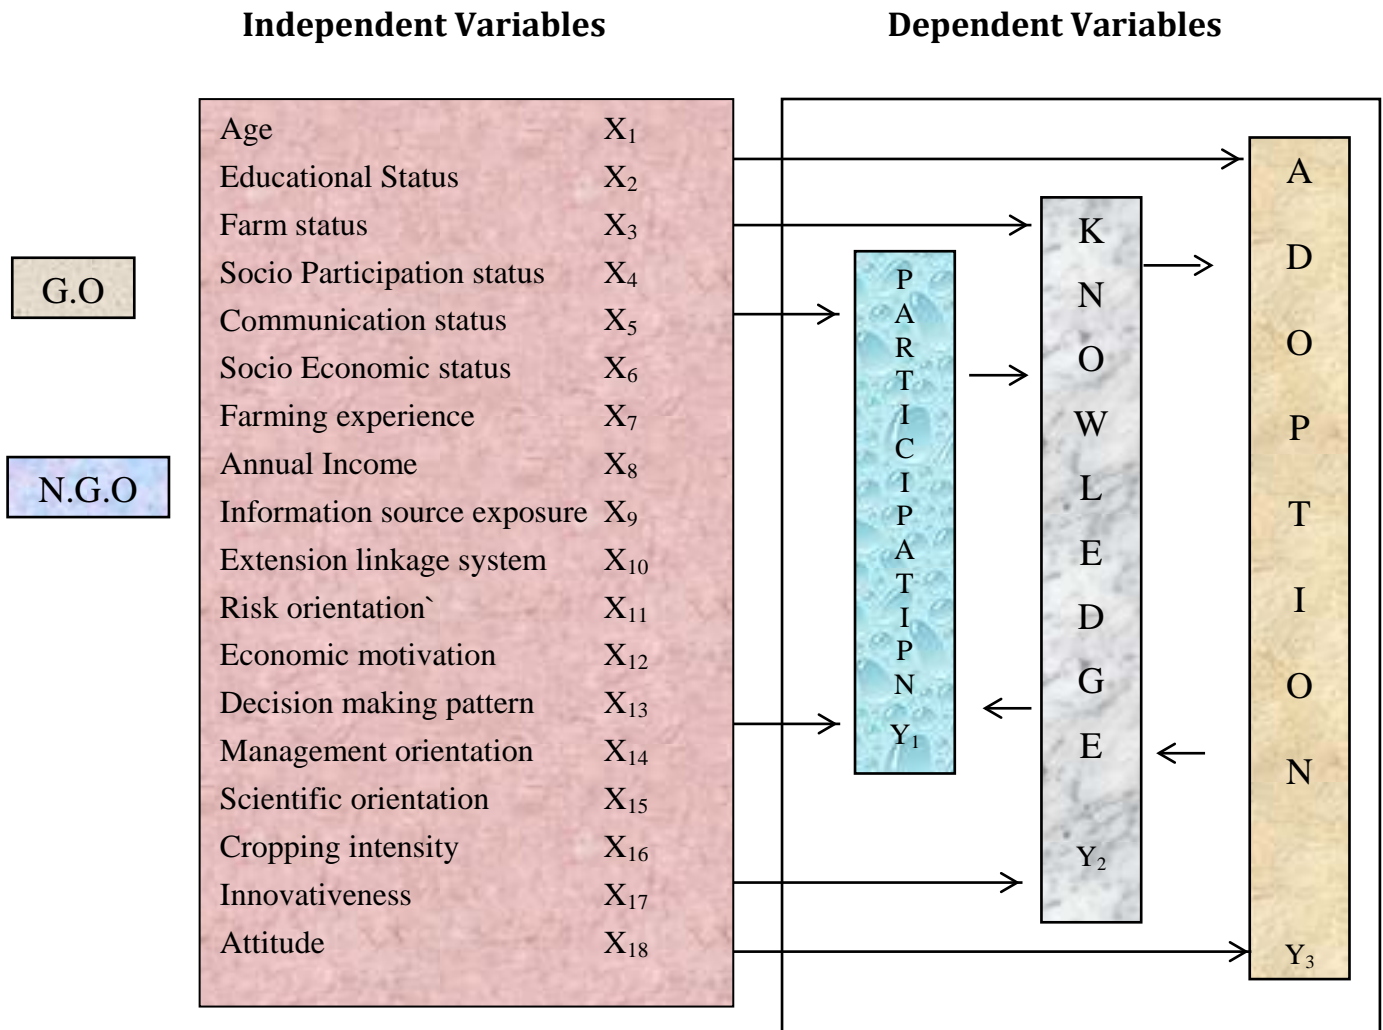 Independent Variables
Dependent Variables
G.O
N.G.O
Age X₁
Educational Status X₂
Farm status X₃
Socio Participation status X₄
Communication status X₅
Socio Economic status X₆
Farming experience X₇
Annual Income X₈
Information source exposure X₉
Extension linkage system X₁₀
Risk orientation` X₁₁
Economic motivation X₁₂
Decision making pattern X₁₃
Management orientation X₁₄
Scientific orientation X₁₅
Cropping intensity X₁₆
Innovativeness X₁₇
Attitude X₁₈
P
A
R
T
I
C
I
P
A
T
I
P
N
Y₁
K
N
O
W
L
E
D
G
E
Y₂
A
D
O
P
T
I
O
N
Y₃